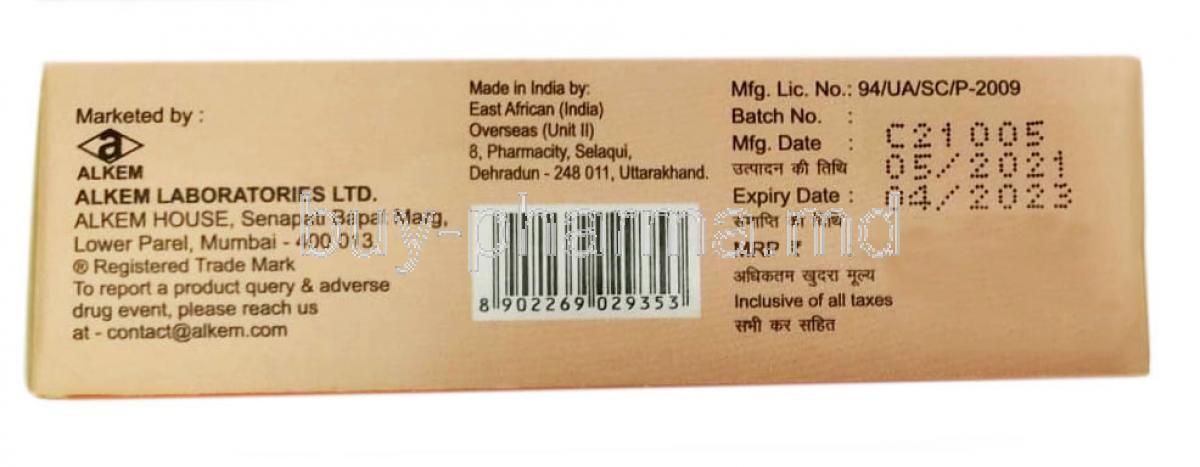 Marketed by :
a
ALKEM
ALKEM LABORATORIES LTD.
ALKEM HOUSE, Senapati Bapat Marg,
Lower Parel, Mumbai - 400 013.
® Registered Trade Mark
To report a product query & adverse
drug event, please reach us
at - contact@alkem.com
Made in India by:
East African (India)
Overseas (Unit II)
8, Pharmacity, Selaqui,
Dehradun - 248 011, Uttarakhand.
8 902269 029353
Mfg. Lic. No.: 94/UA/SC/P-2009
Batch No. : C21005
Mfg. Date : 05/2021
उत्पादन की तिथि
Expiry Date : 04/2023
समाप्ति की तिथि
MRP ₹
अधिकतम खुदरा मूल्य
Inclusive of all taxes
सभी कर सहित
buy-pharma.md